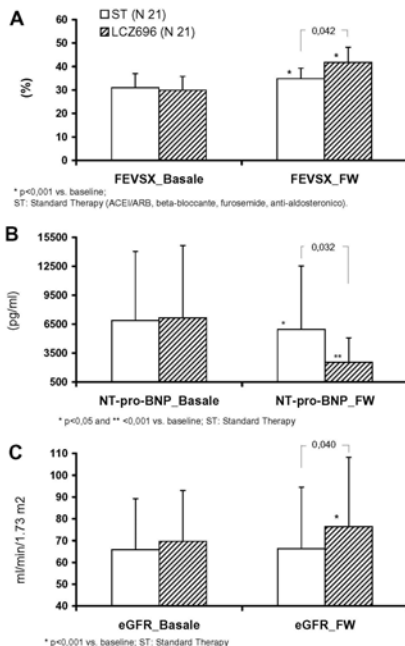 A
ST (N 21)
LCZ696 (N 21)
(%)
60
50
40
30
20
10
0
0,042
*
*
FEVSX_Basale
FEVSX_FW
* p<0,001 vs. baseline;
ST: Standard Therapy (ACEI/ARB, beta-bloccante, furosemide, anti-aldosteronico).
B
(pg/ml)
15500
12500
9500
6500
3500
500
0,032
*
**
NT-pro-BNP_Basale
NT-pro-BNP_FW
* p<0,05 and ** <0,001 vs. baseline; ST: Standard Therapy
C
ml/min/1.73 m2
110
100
90
80
70
60
50
40
0,040
*
eGFR_Basale
eGFR_FW
* p<0,001 vs. baseline; ST: Standard Therapy